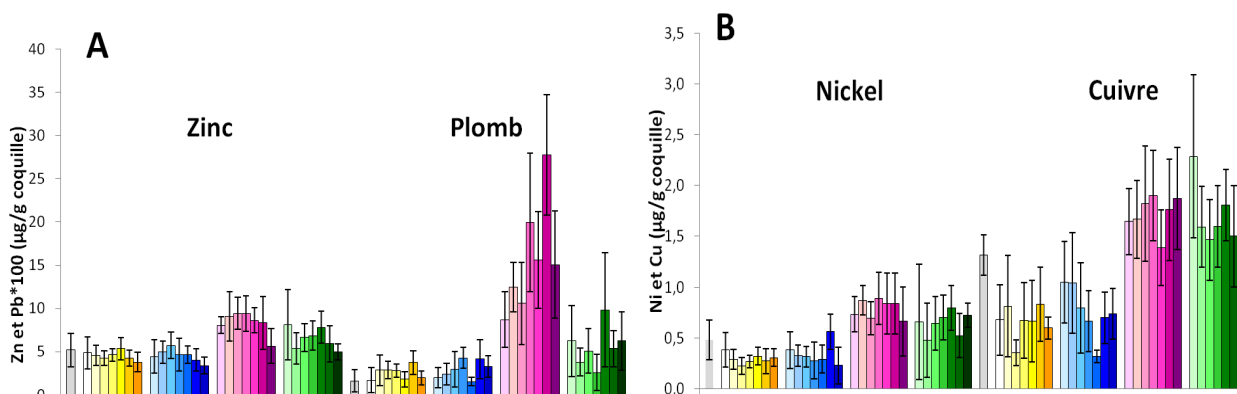 A
Zn et Pb*100 (µg/g coquille)
40
35
30
25
20
15
10
5
0
Zinc
Plomb
B
Ni et Cu (µg/g coquille)
3,5
3,0
2,5
2,0
1,5
1,0
0,5
0,0
Nickel
Cuivre